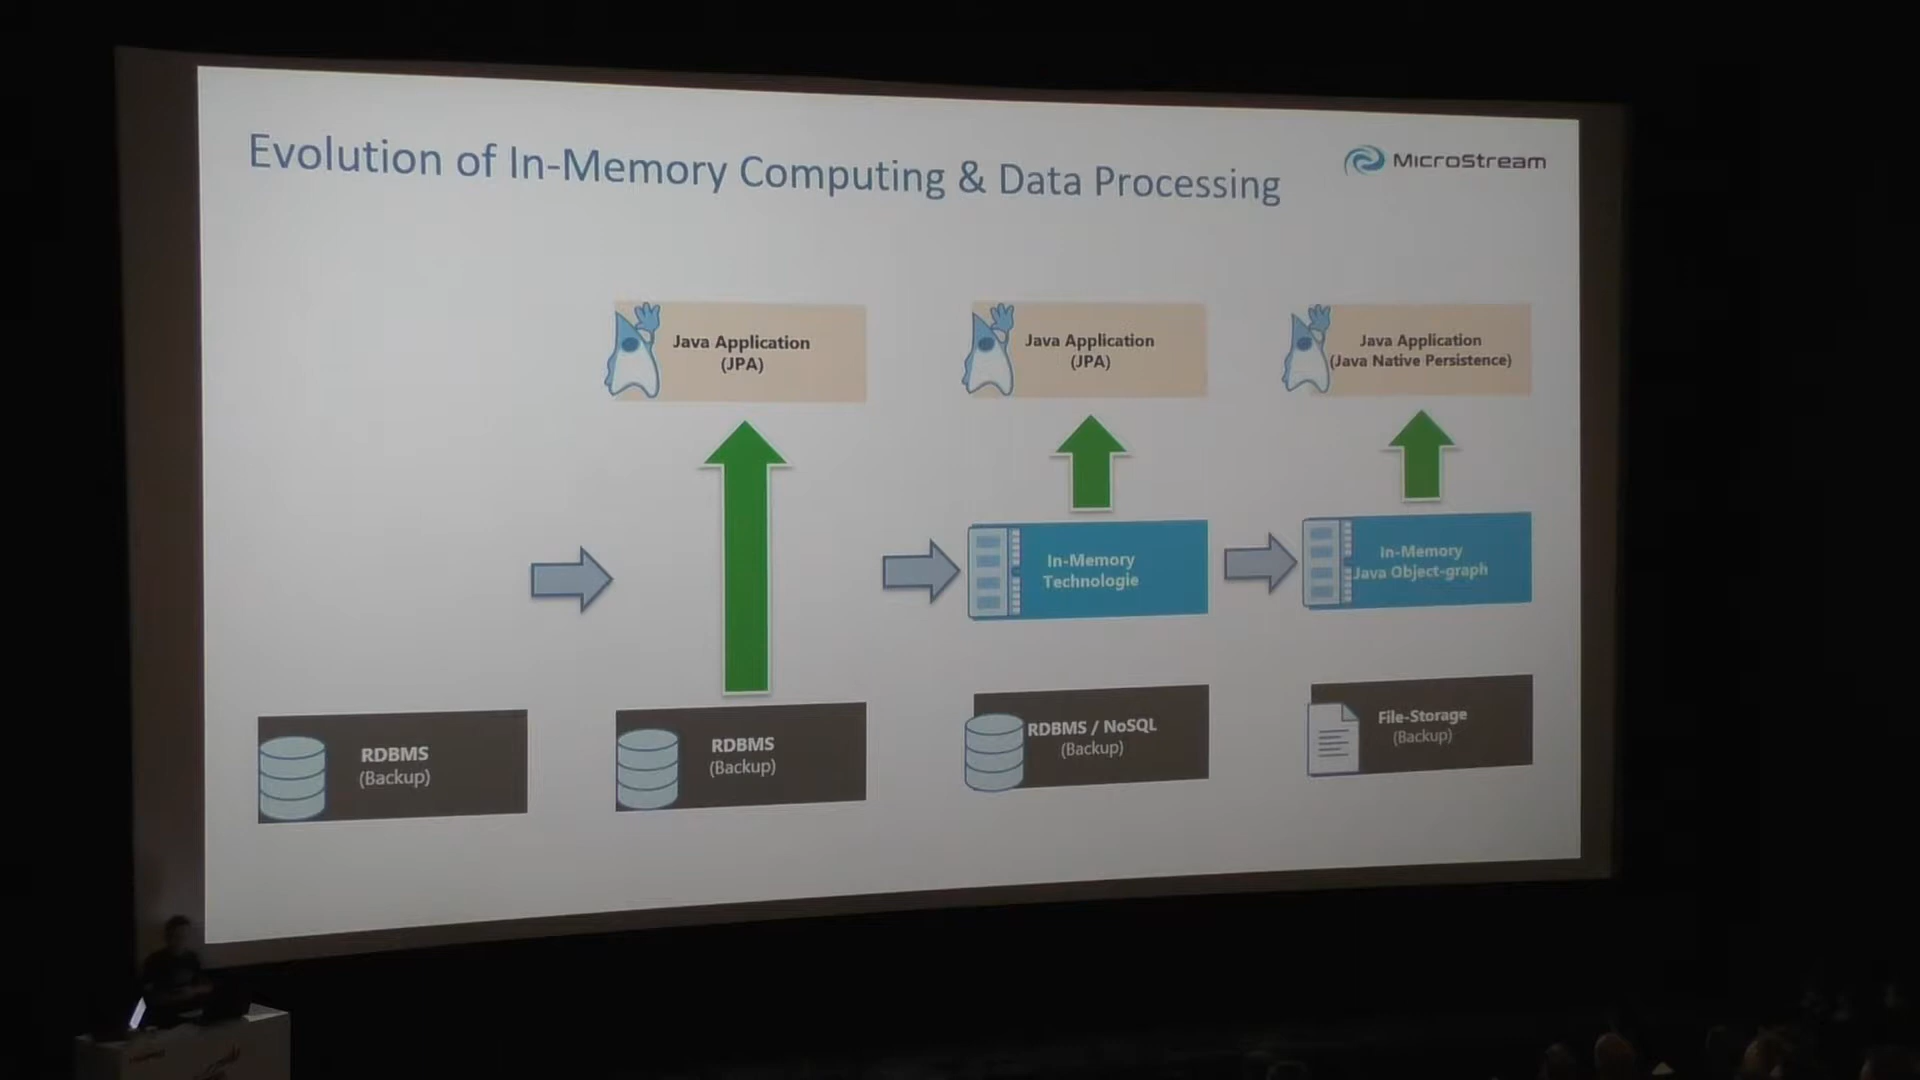 Evolution of In-Memory Computing & Data Processing
MicroStream
Java Application
(JPA)
Java Application
(JPA)
Java Application
(Java Native Persistence)
In-Memory
Technologie
In-Memory
Java Object-graph
RDBMS
(Backup)
RDBMS
(Backup)
RDBMS / NoSQL
(Backup)
File-Storage
(Backup)